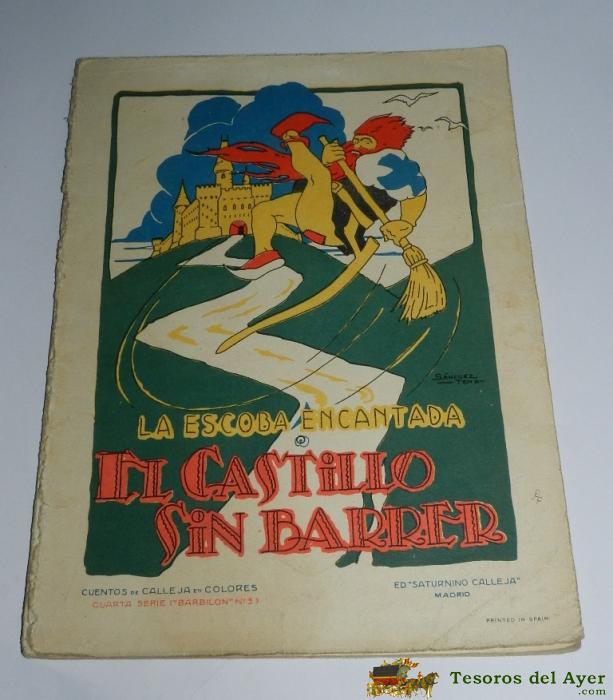 SÁNCHEZ
TENA
LA ESCOBA ENCANTADA
EL CASTILLO
SIN BARRER
CUENTOS DE CALLEJA EN COLORES
CUARTA SERIE ("BARBILON" Nº 5)
ED "SATURNINO CALLEJA"
MADRID
PRINTED IN SPAIN
Tesoros del Ayer
.com